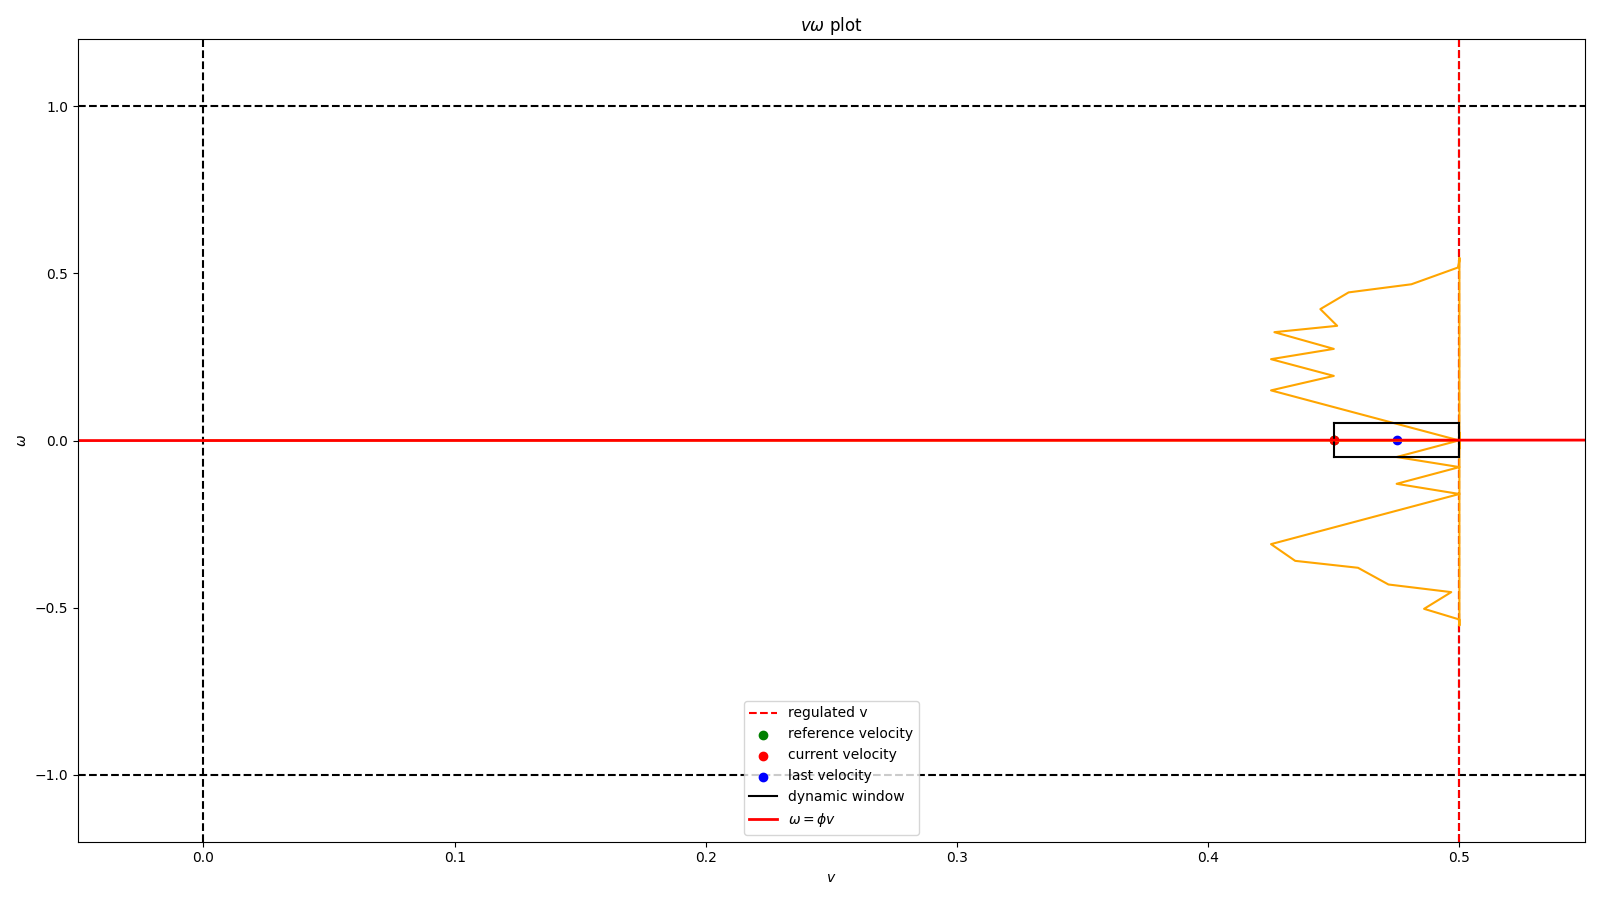 vω plot
1.0
0.5
0.0
−0.5
−1.0
ω
0.0
0.1
0.2
0.3
0.4
0.5
v
regulated v
reference velocity
current velocity
last velocity
dynamic window
ω = ϕv